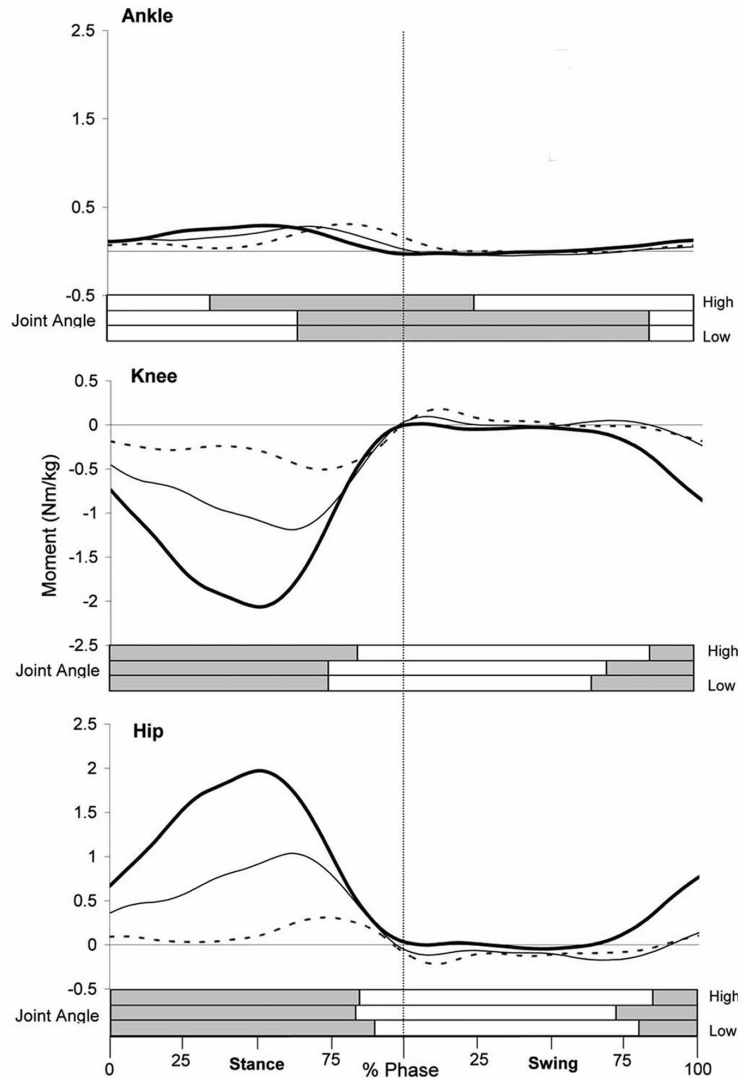 Ankle
2.5
1.5
0.5
-0.5
High
Joint Angle
Low
Knee
0.5
0
-0.5
-1
-1.5
-2
-2.5
Moment (Nm/kg)
High
Joint Angle
Low
Hip
2.5
2
1.5
1
0.5
0
-0.5
High
Joint Angle
Low
0 25 Stance 75 % Phase 25 Swing 75 100